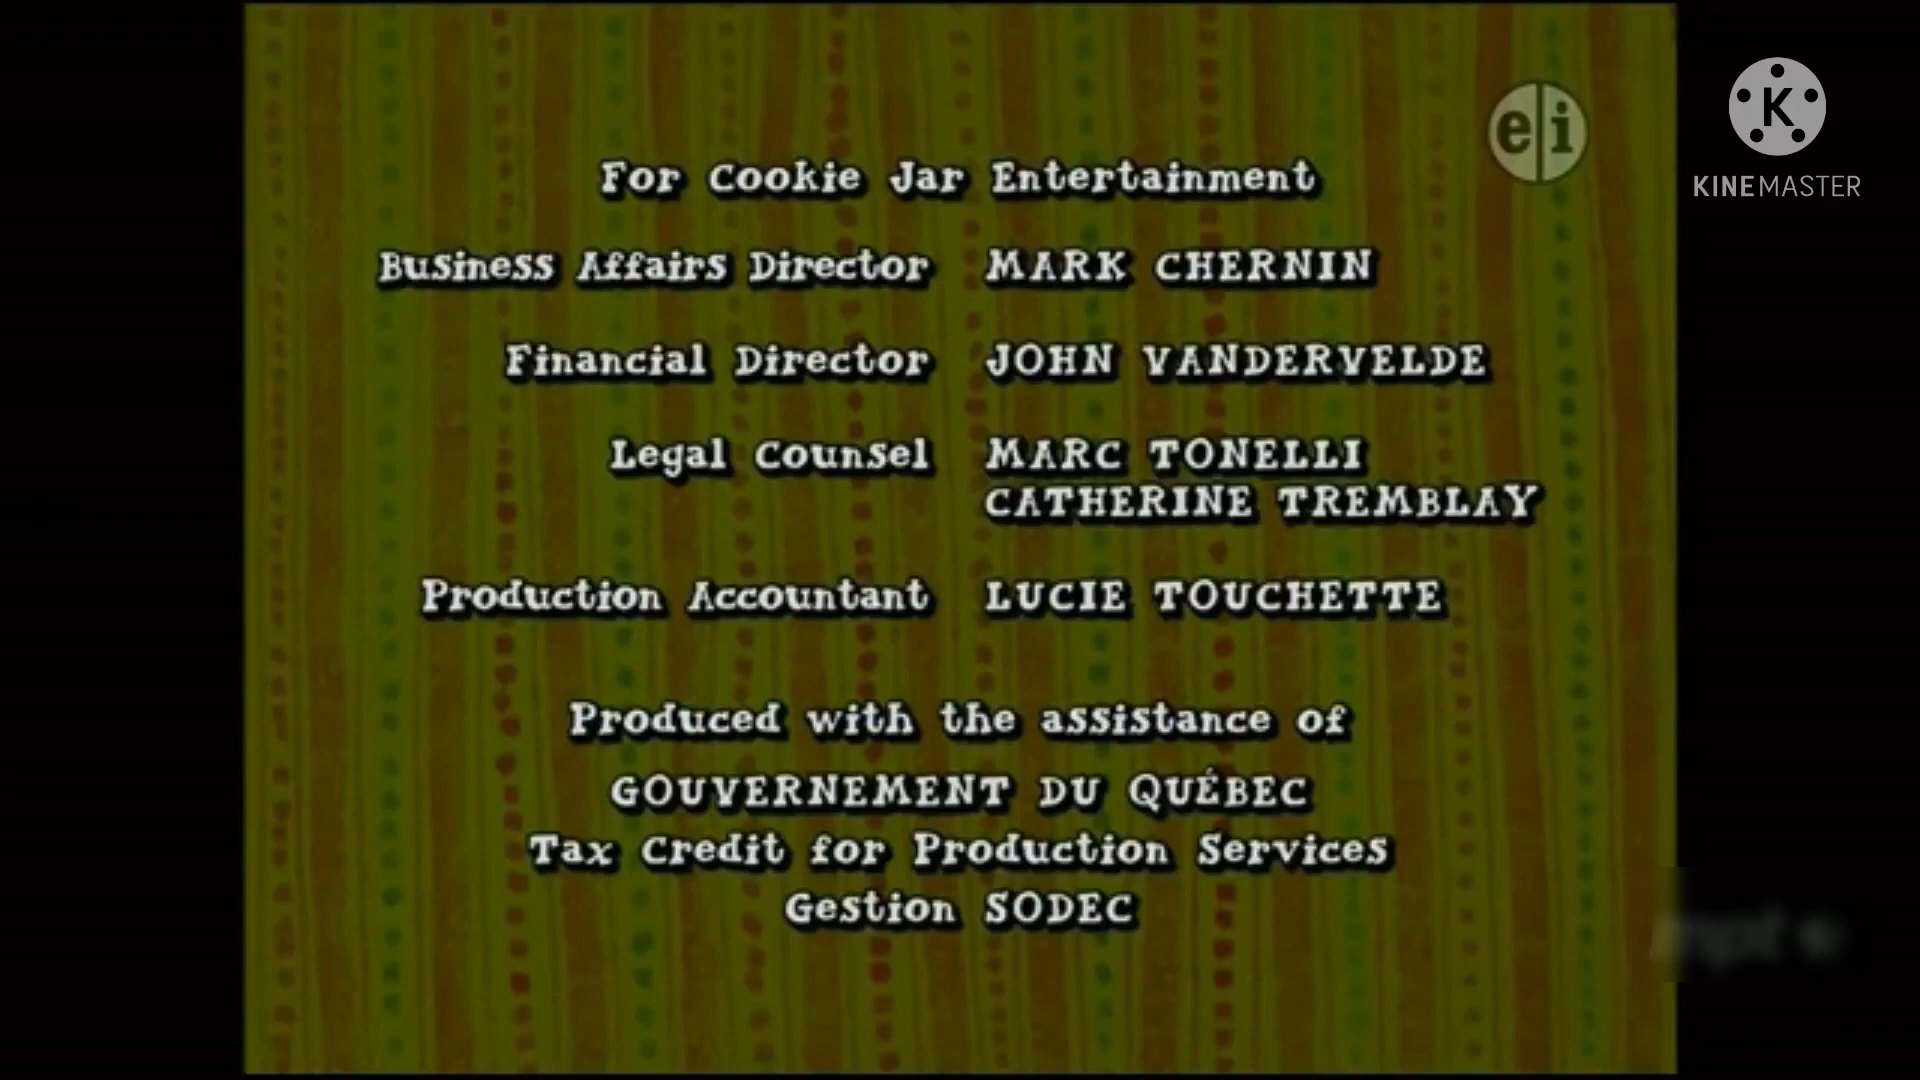 For Cookie Jar Entertainment
Business Affairs Director MARK CHERNIN
Financial Director JOHN VANDERVELDE
Legal Counsel MARC TONELLI
CATHERINE TREMBLAY
Production Accountant LUCIE TOUCHETTE
Produced with the assistance of
GOUVERNEMENT DU QUÉBEC
Tax Credit for Production Services
Gestion SODEC
e|i
K
KINEMASTER